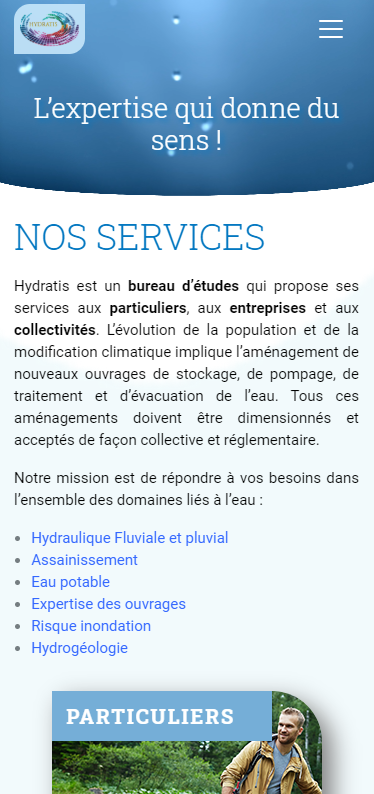 HYDRATIS
L’expertise qui donne du
sens !
NOS SERVICES
Hydratis est un bureau d’études qui propose ses
services aux particuliers, aux entreprises et aux
collectivités. L’évolution de la population et de la
modification climatique implique l’aménagement de
nouveaux ouvrages de stockage, de pompage, de
traitement et d’évacuation de l’eau. Tous ces
aménagements doivent être dimensionnés et
acceptés de façon collective et réglementaire.
Notre mission est de répondre à vos besoins dans
l’ensemble des domaines liés à l’eau :
Hydraulique Fluviale et pluvial
Assainissement
Eau potable
Expertise des ouvrages
Risque inondation
Hydrogéologie
PARTICULIERS